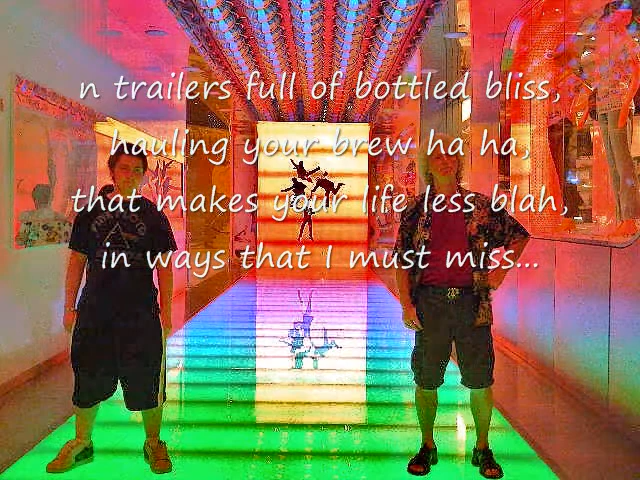 n trailers full of bottled bliss,
hauling your brew ha ha,
that makes your life less blah,
in ways that I must miss...